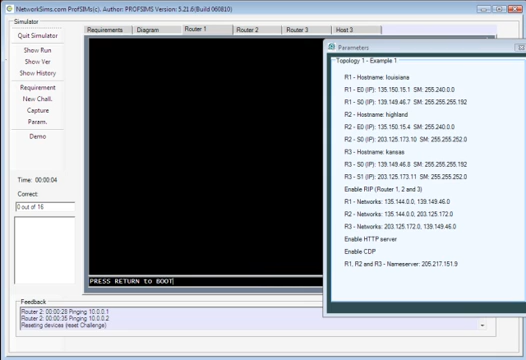 NetworkSims.com ProfSIMS(c). Author: PROFSIMS Version: 5.21.6(Build 060810)
Simulator
Quit Simulator
Show Run
Show Ver
Show History
Requirement
New Chall.
Capture
Param.
Demo
Time: 00:00:04
Correct:
0 out of 16
Requirements Diagram Router 1 Router 2 Router 3 Host 3
PRESS RETURN to BOOT
Parameters
Topology 1 - Example 1
R1 - Hostname: louisiana
R1 - E0 (IP): 135.150.15.1 SM: 255.240.0.0
R1 - S0 (IP): 139.149.46.7 SM: 255.255.255.192
R2 - Hostname: highland
R2 - E0 (IP): 135.150.15.4 SM: 255.240.0.0
R2 - S0 (IP): 203.125.173.10 SM: 255.255.252.0
R3 - Hostname: kansas
R3 - S0 (IP): 139.149.46.8 SM: 255.255.255.192
R3 - S1 (IP): 203.125.173.11 SM: 255.255.252.0
Enable RIP (Router 1, 2 and 3)
R1 - Networks: 135.144.0.0, 139.149.46.0
R2 - Networks: 135.144.0.0, 203.125.172.0
R3 - Networks: 203.125.172.0, 139.149.46.0
Enable HTTP server
Enable CDP
R1, R2 and R3 - Nameserver: 205.217.151.9
Feedback
Router 2: 00:00:28 Pinging 10.0.0.1
Router 2: 00:00:35 Pinging 10.0.0.2
Reseting devices (reset Challenge)